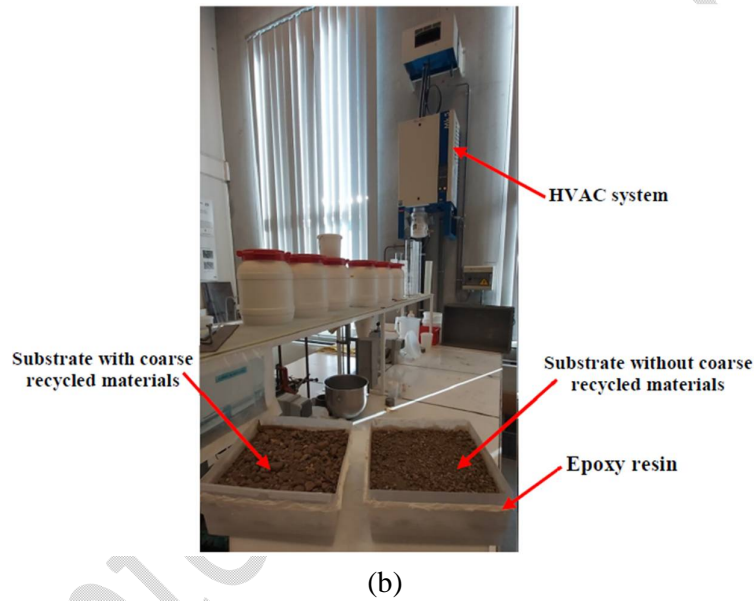 HVAC system
Substrate with coarse
recycled materials
Substrate without coarse
recycled materials
Epoxy resin
(b)